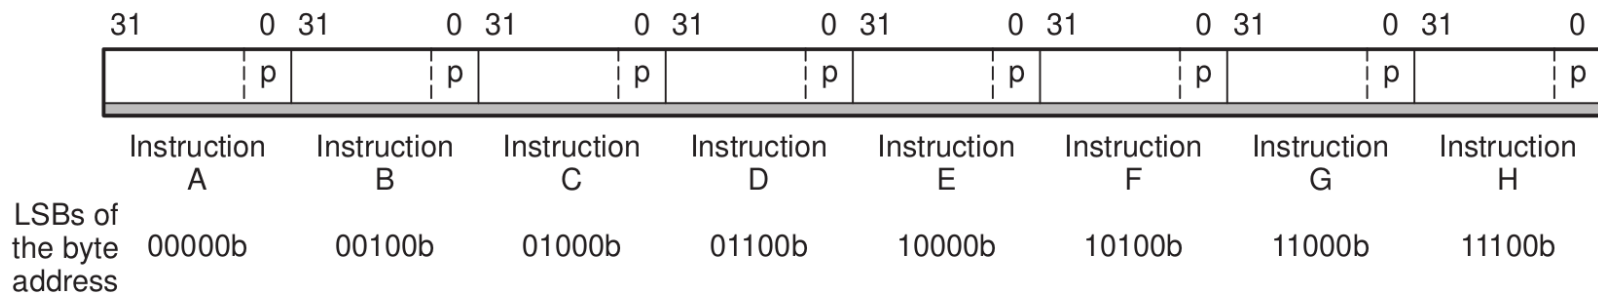 31 0 31 0 31 0 31 0 31 0 31 0 31 0 31 0
p p p p p p p p
Instruction Instruction Instruction Instruction Instruction Instruction Instruction Instruction
A B C D E F G H
LSBs of
the byte 00000b 00100b 01000b 01100b 10000b 10100b 11000b 11100b
address